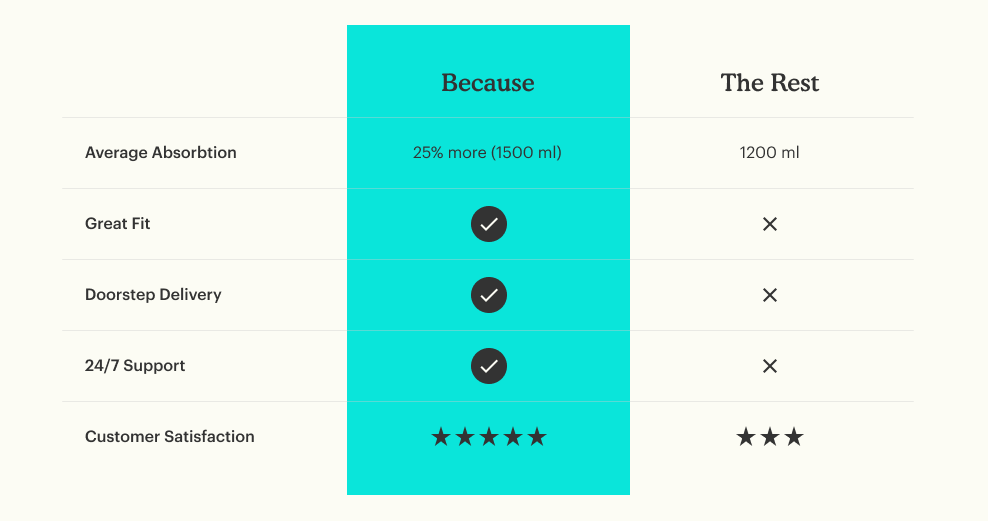 Because The Rest
Average Absorbtion 25% more (1500 ml) 1200 ml
Great Fit
Doorstep Delivery
24/7 Support
Customer Satisfaction